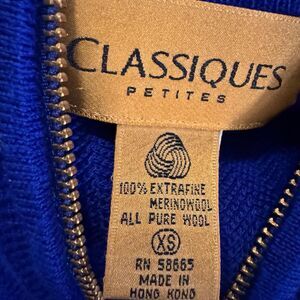 CLASSIQUES
PETITES
100% EXTRAFINE
MERINOWOOL
ALL PURE WOOL
XS
RN 58665
MADE IN
HONG KONG